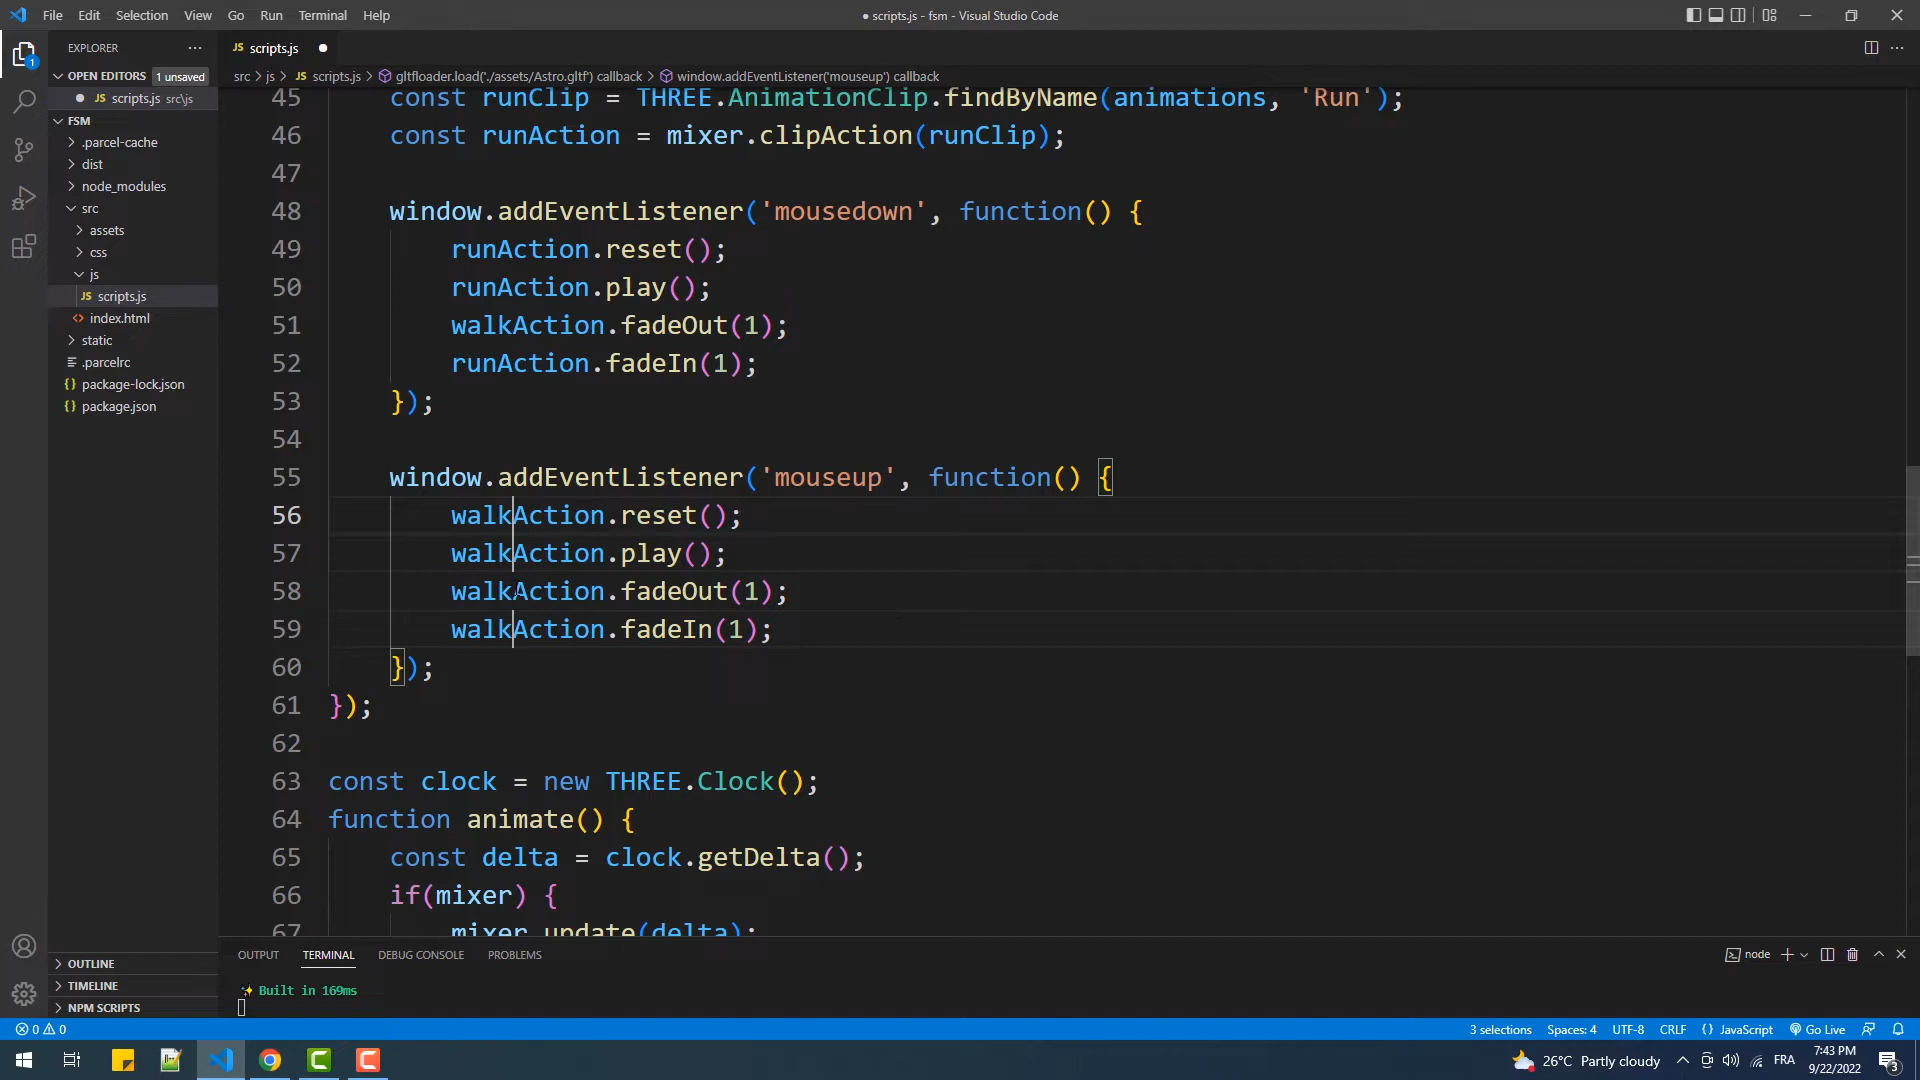 File Edit Selection View Go Run Terminal Help
● scripts.js - fsm - Visual Studio Code
EXPLORER
OPEN EDITORS 1 unsaved
JS scripts.js src\js
FSM
.parcel-cache
dist
node_modules
src
assets
css
js
JS scripts.js
<> index.html
static
.parcelrc
{} package-lock.json
{} package.json
OUTLINE
TIMELINE
NPM SCRIPTS
1
JS scripts.js ●
src > js > JS scripts.js > gltfloader.load('./assets/Astro.gltf') callback > window.addEventListener('mouseup') callback
45 const runClip = THREE.AnimationClip.findByName(animations, 'Run');
46 const runAction = mixer.clipAction(runClip);
47
48 window.addEventListener('mousedown', function() {
49 runAction.reset();
50 runAction.play();
51 walkAction.fadeOut(1);
52 runAction.fadeIn(1);
53 });
54
55 window.addEventListener('mouseup', function() {
56 walkAction.reset();
57 walkAction.play();
58 walkAction.fadeOut(1);
59 walkAction.fadeIn(1);
60 });
61 });
62
63 const clock = new THREE.Clock();
64 function animate() {
65 const delta = clock.getDelta();
66 if(mixer) {
67 mixer.update(delta);
OUTPUT TERMINAL DEBUG CONSOLE PROBLEMS
node
✨ Built in 169ms
0 0
3 selections Spaces: 4 UTF-8 CRLF {} JavaScript Go Live
26°C Partly cloudy FRA
7:43 PM
9/22/2022
3